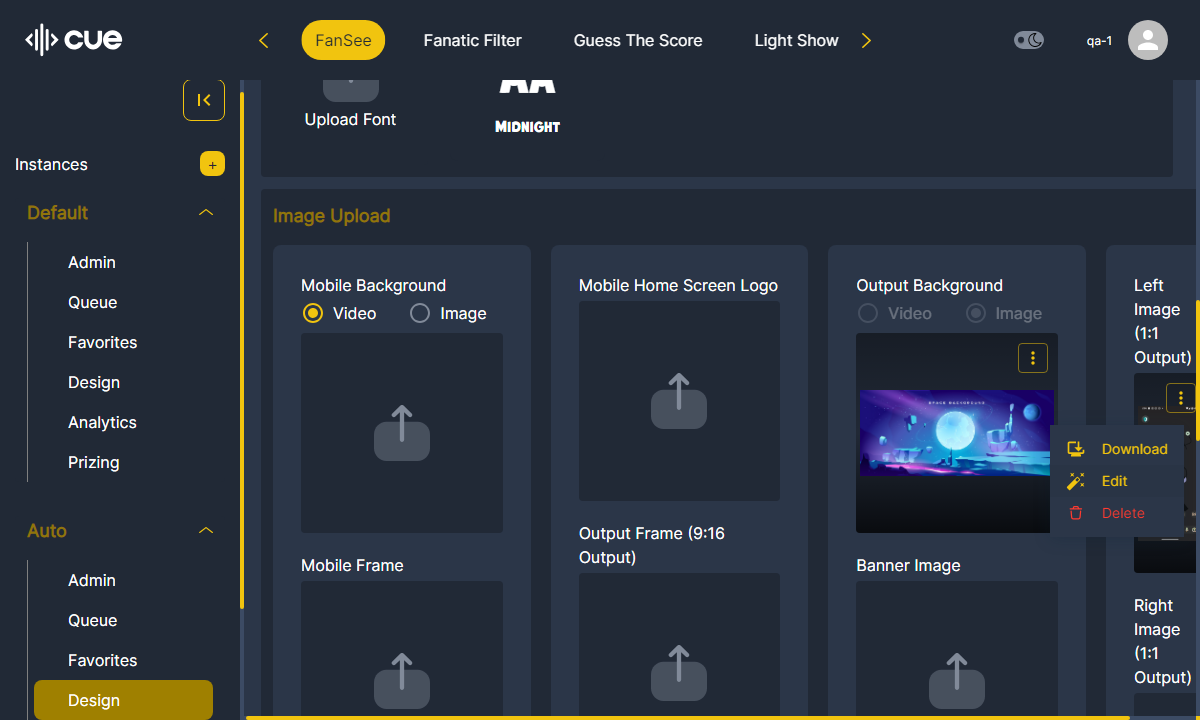 cue
FanSee
Fanatic Filter
Guess The Score
Light Show
qa-1
Instances
+
Default
Admin
Queue
Favorites
Design
Analytics
Prizing
Auto
Admin
Queue
Favorites
Design
Upload Font
AA
MIDNIGHT
Image Upload
Mobile Background
Video
Image
Mobile Frame
Mobile Home Screen Logo
Output Frame (9:16
Output)
Output Background
Video
Image
SPACE BACKGROUND
Banner Image
Left
Image
(1:1
Output)
Download
Edit
Delete
Right
Image
(1:1
Output)